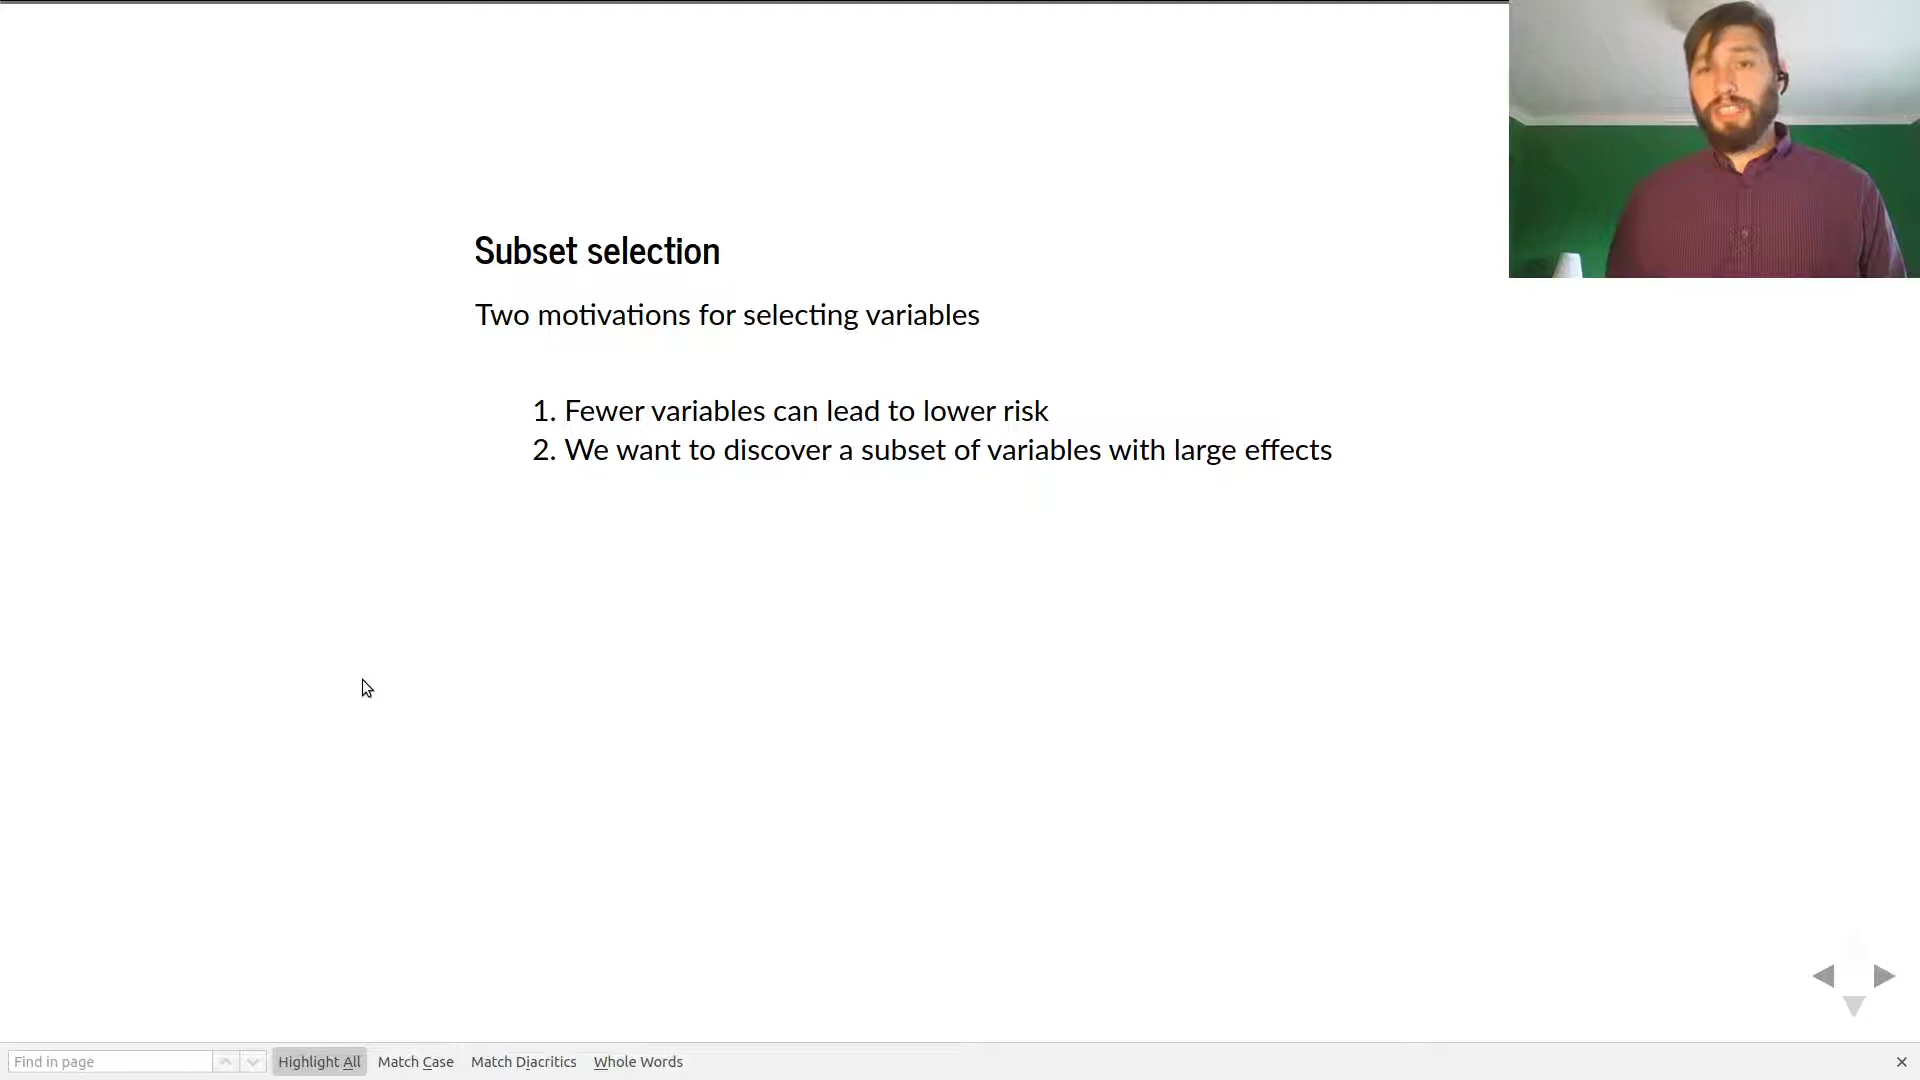 Subset selection
Two motivations for selecting variables
1. Fewer variables can lead to lower risk
2. We want to discover a subset of variables with large effects
Find in page
Highlight All
Match Case
Match Diacritics
Whole Words